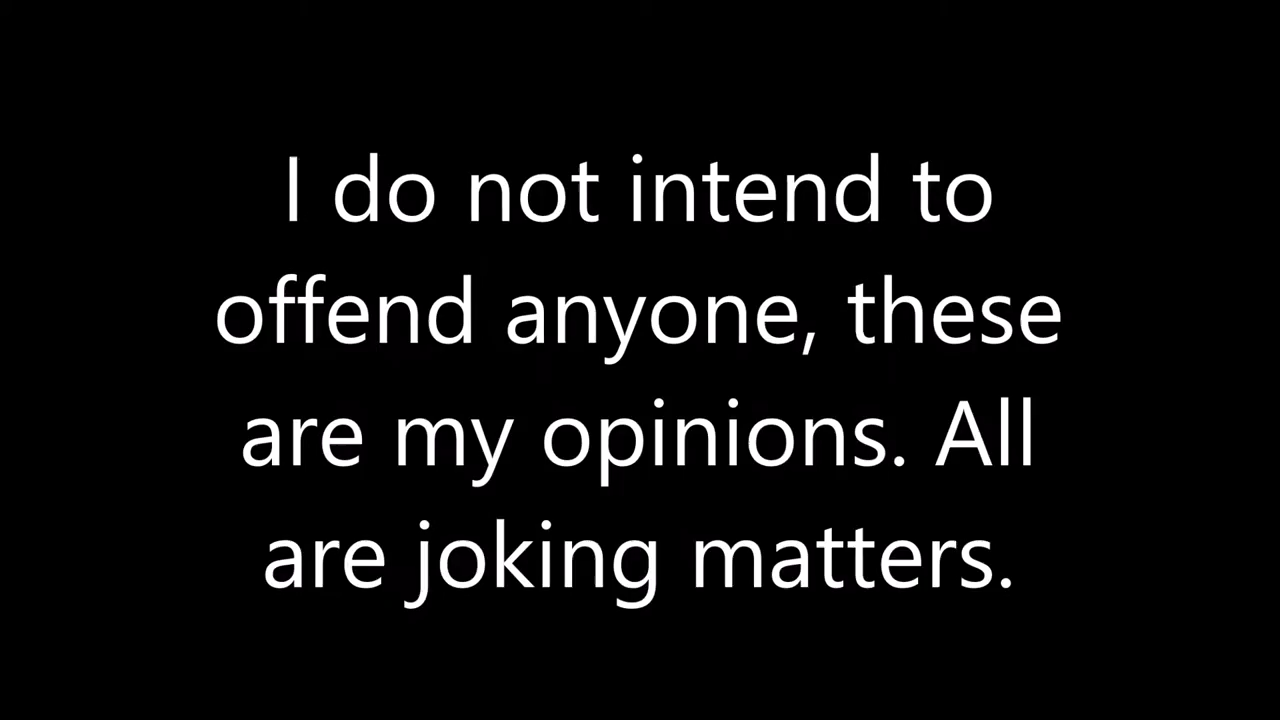 I do not intend to
offend anyone, these
are my opinions. All
are joking matters.